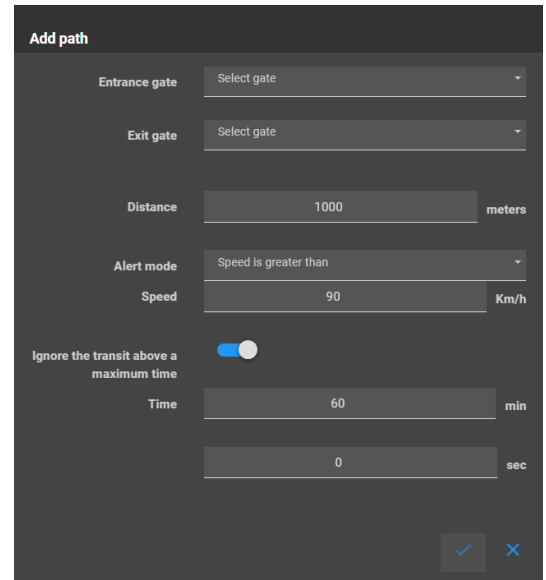 Add path
Entrance gate Select gate
Exit gate Select gate
Distance 1000 meters
Alert mode Speed is greater than
Speed 90 Km/h
Ignore the transit above a
maximum time
Time 60 min
0 sec